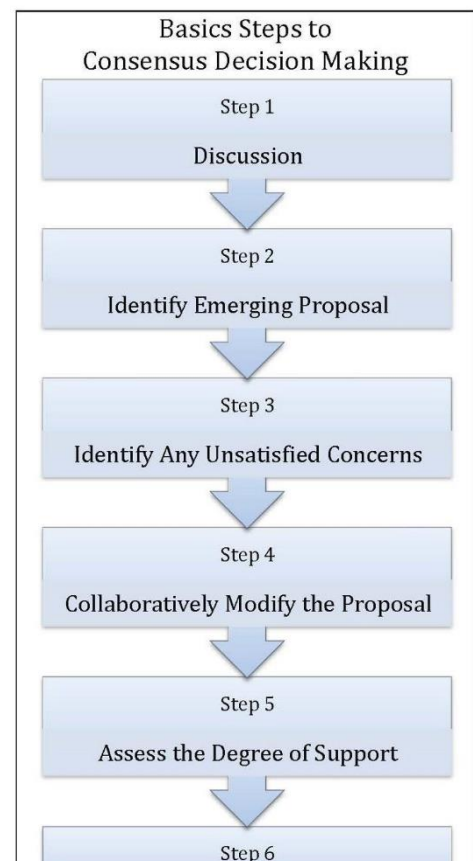 Basics Steps to
Consensus Decision Making
Step 1
Discussion
Step 2
Identify Emerging Proposal
Step 3
Identify Any Unsatisfied Concerns
Step 4
Collaboratively Modify the Proposal
Step 5
Assess the Degree of Support
Step 6